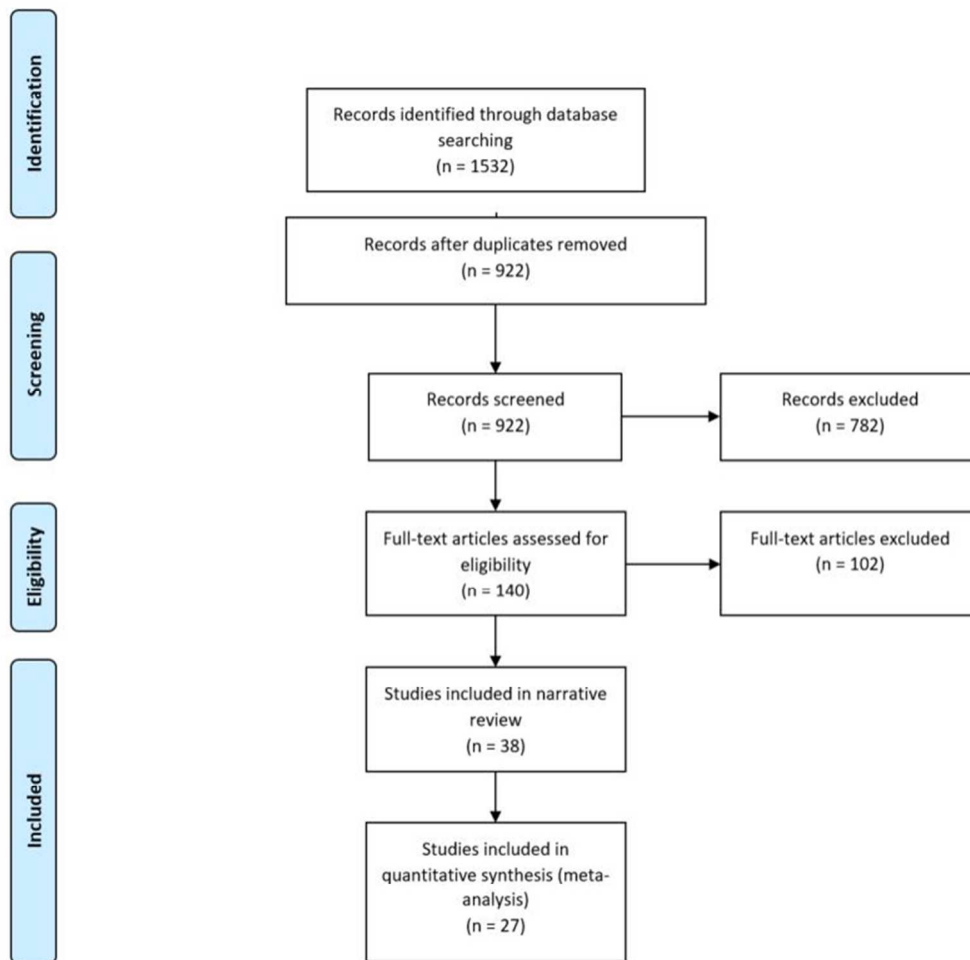 Identification
Records identified through database
searching
(n = 1532)
Records after duplicates removed
(n = 922)
Screening
Records screened
(n = 922)
Records excluded
(n = 782)
Eligibility
Full-text articles assessed for
eligibility
(n = 140)
Full-text articles excluded
(n = 102)
Included
Studies included in narrative
review
(n = 38)
Studies included in
quantitative synthesis (meta-
analysis)
(n = 27)